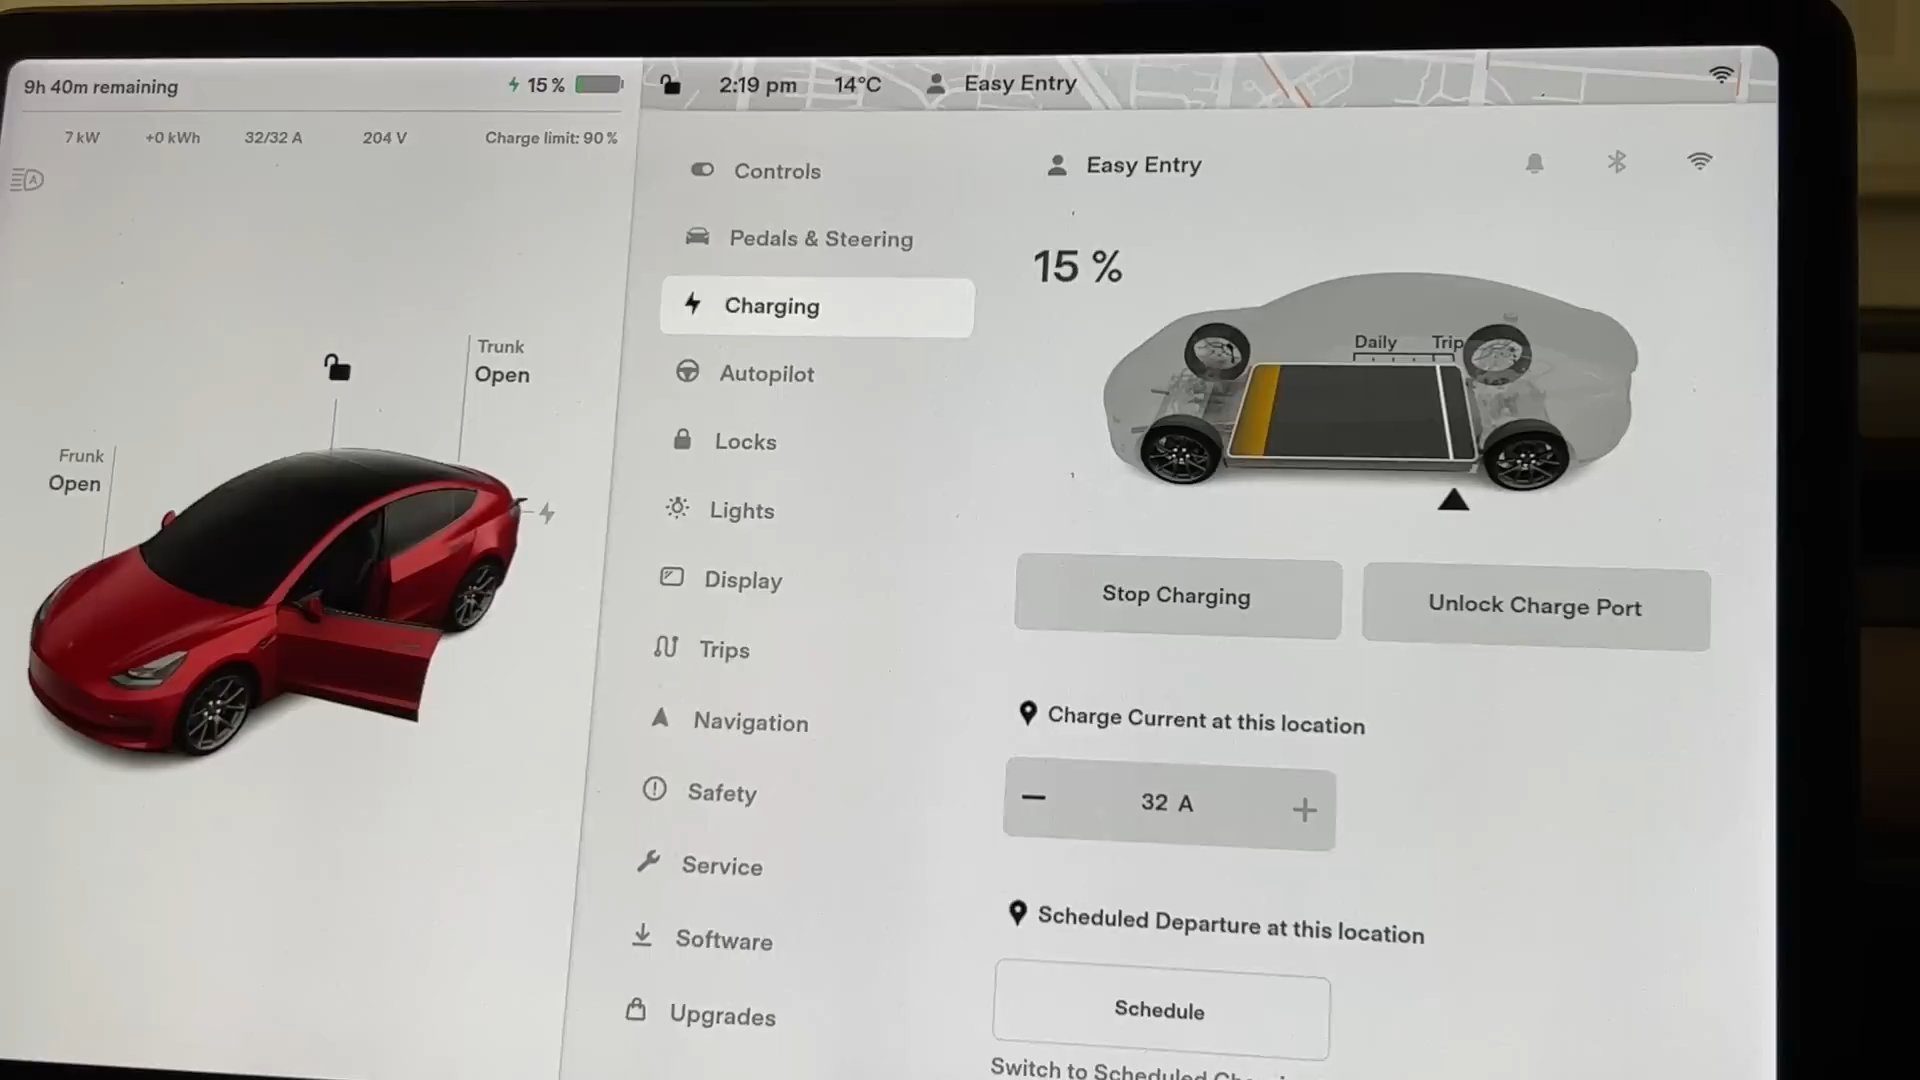 9h 40m remaining
15 %
7 kW +0 kWh 32/32 A 204 V Charge limit: 90 %
Trunk
Open
Frunk
Open
2:19 pm 14°C Easy Entry
Controls
Pedals & Steering
Charging
Autopilot
Locks
Lights
Display
Trips
Navigation
Safety
Service
Software
Upgrades
Easy Entry
15 %
Daily Trip
Stop Charging
Unlock Charge Port
Charge Current at this location
32 A
Scheduled Departure at this location
Schedule
Switch to Scheduled